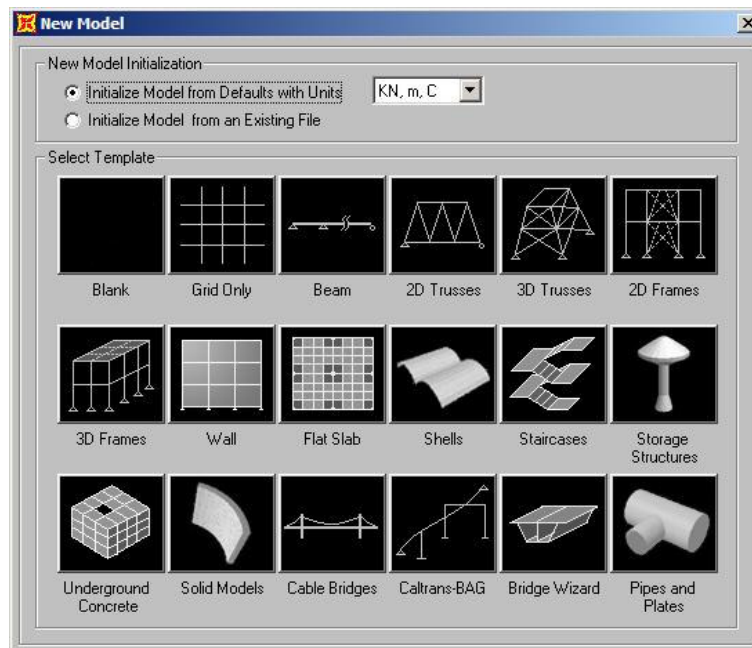 New Model
New Model Initialization
Initialize Model from Defaults with Units
KN, m, C
Initialize Model from an Existing File
Select Template
Blank
Grid Only
Beam
2D Trusses
3D Trusses
2D Frames
3D Frames
Wall
Flat Slab
Shells
Staircases
Storage
Structures
Underground
Concrete
Solid Models
Cable Bridges
Caltrans-BAG
Bridge Wizard
Pipes and
Plates